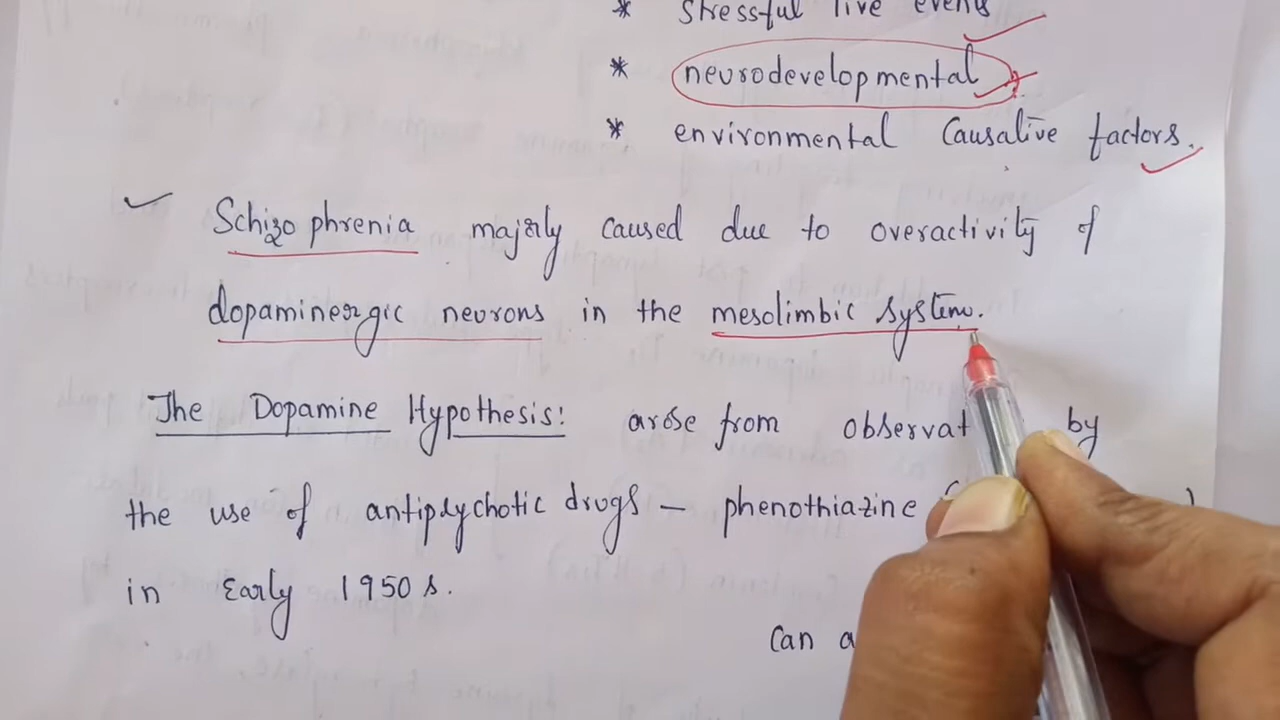 * stressful live events
* neurodevelopmental
* environmental Causative factors.
Schizophrenia majrly caused due to overactivity of
dopaminergic neurons in the mesolimbic system.
The Dopamine Hypothesis: arose from observat by
the use of antipsychotic drugs – phenothiazine ( )
in Early 1950s.
Can a